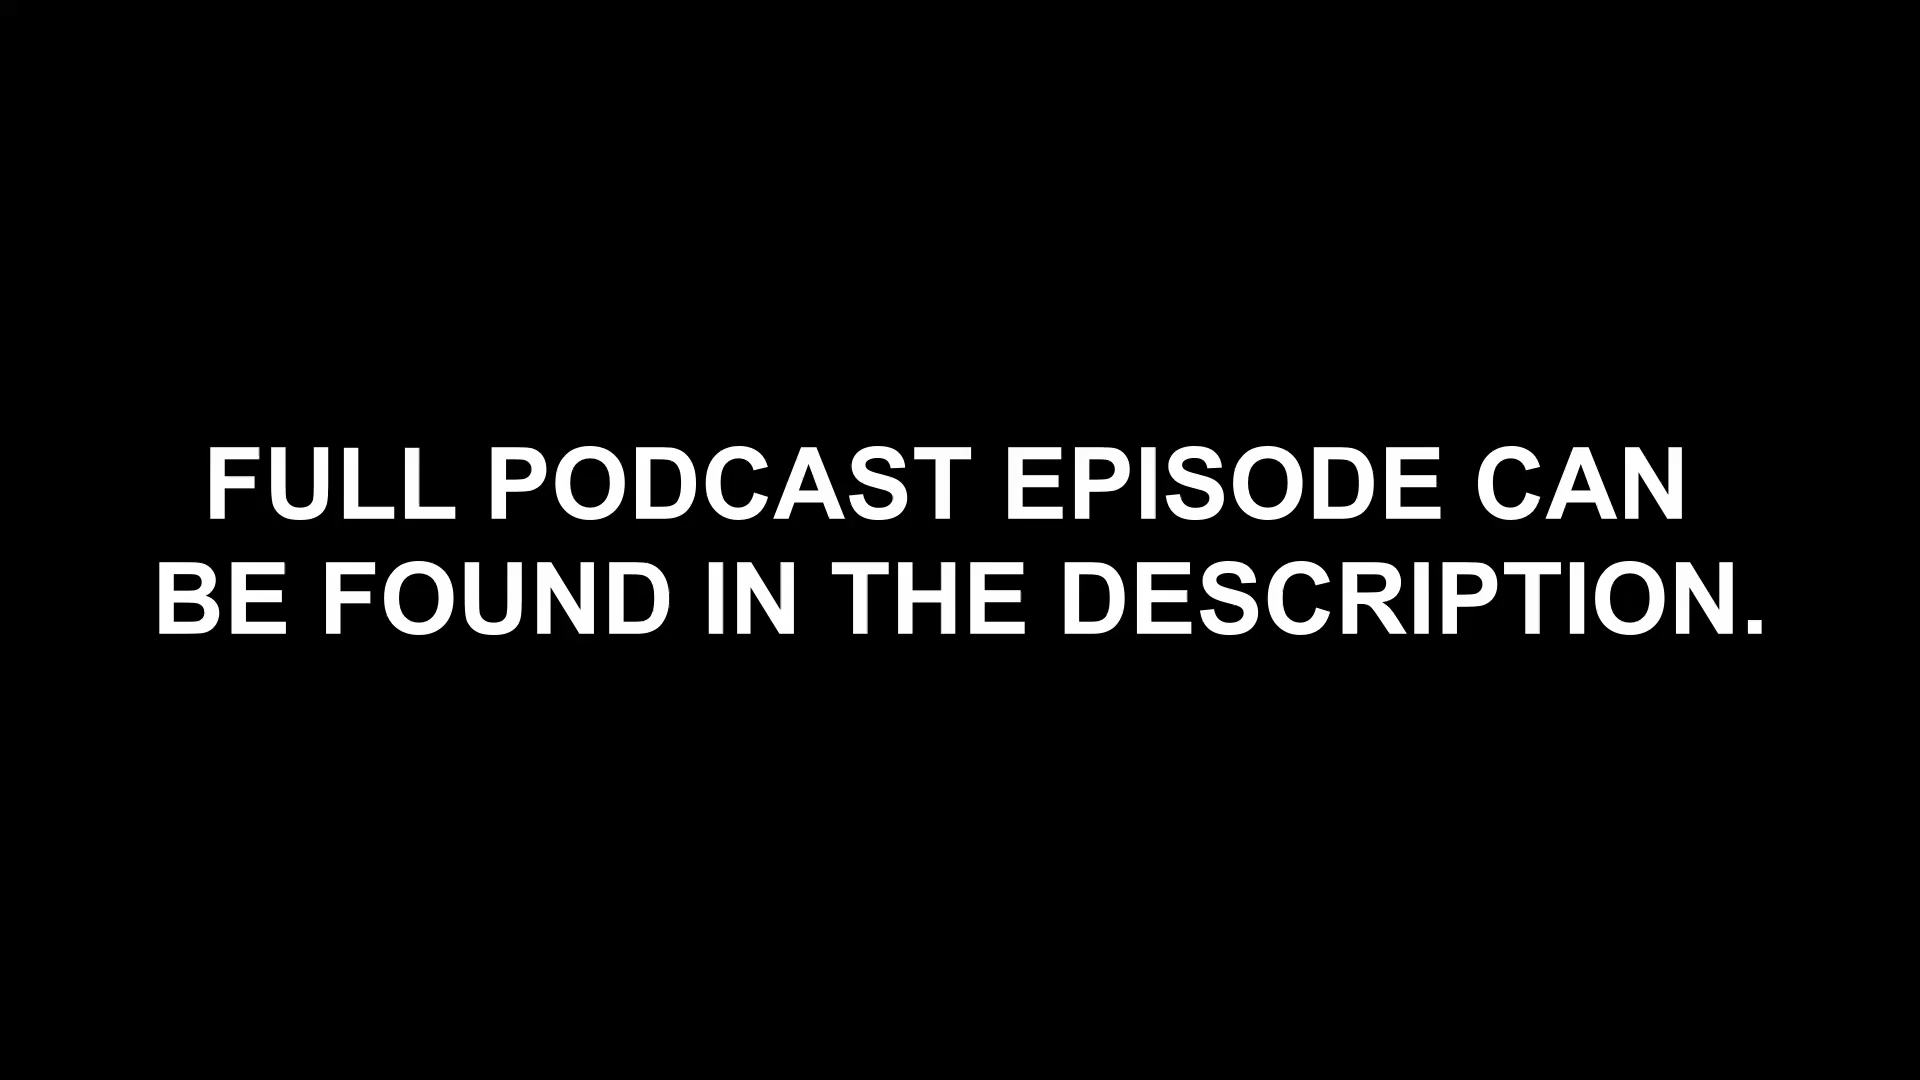 FULL PODCAST EPISODE CAN
BE FOUND IN THE DESCRIPTION.